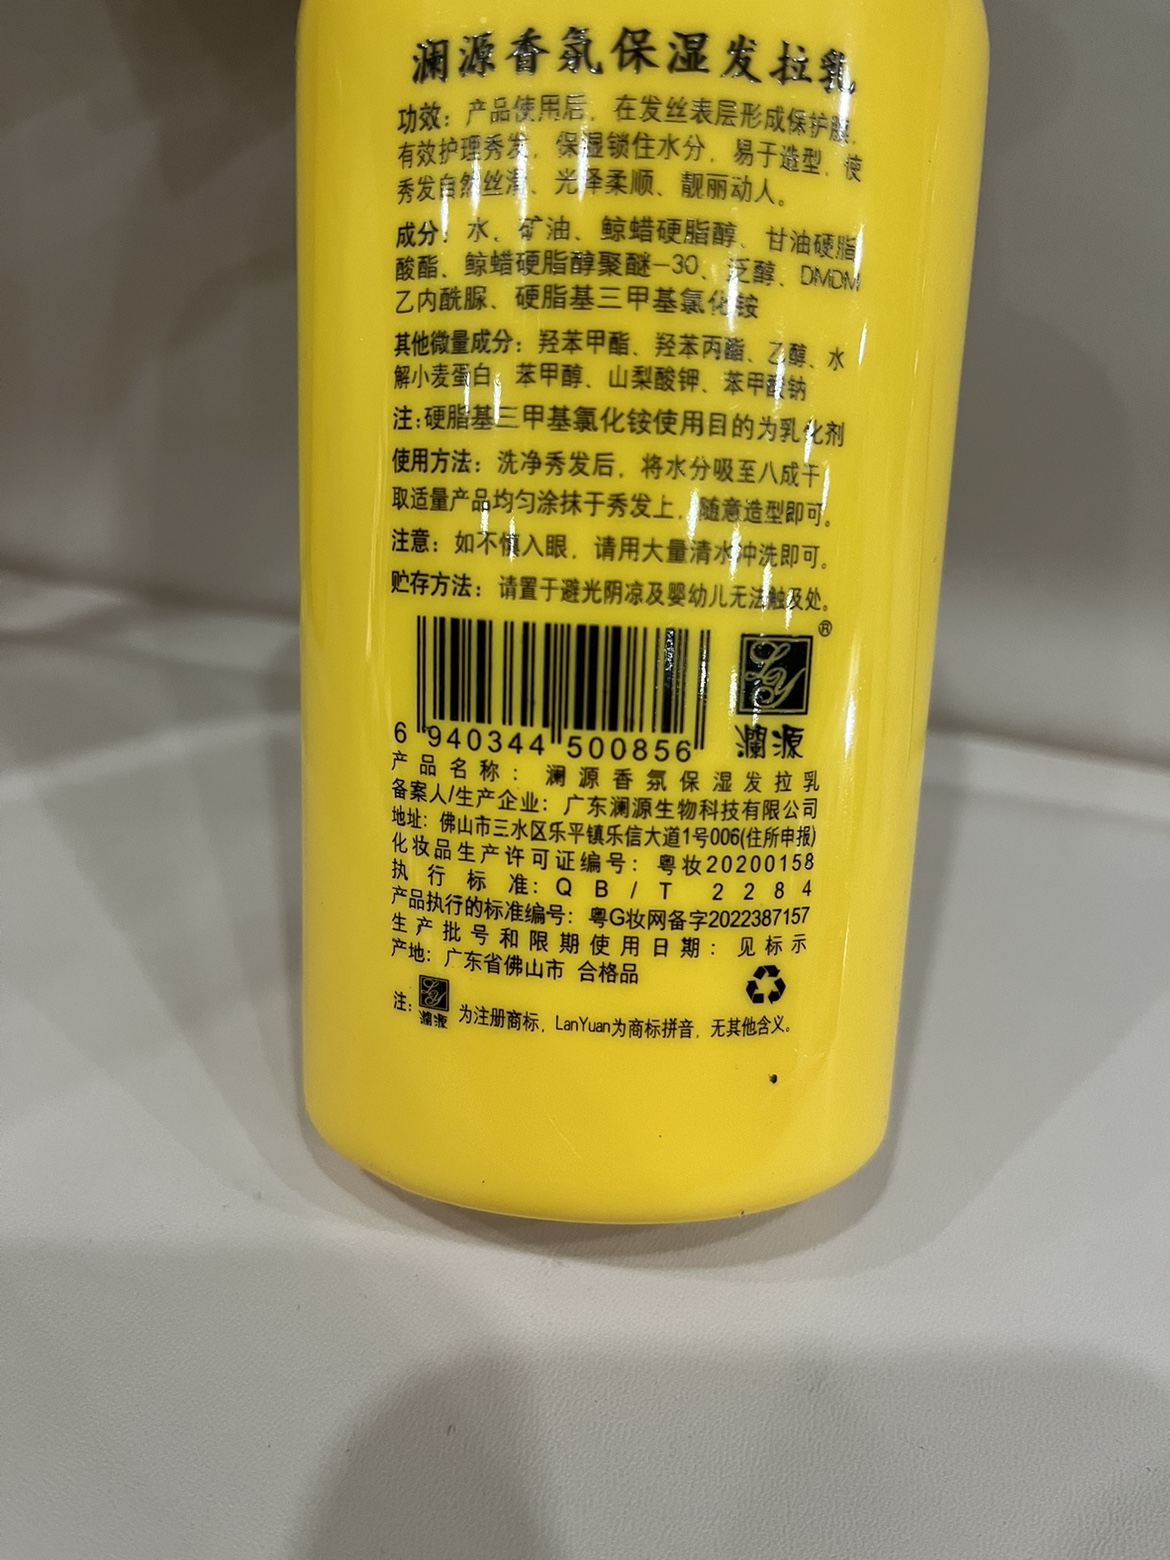 澜源香氛保湿发拉乳
功效：产品使用后，在发丝表层形成保护膜，
有效护理秀发，保湿锁住水分，易于造型，使
秀发自然丝滑、光泽柔顺、靓丽动人。
成分：水、矿油、鲸蜡硬脂醇、甘油硬脂
酸酯、鲸蜡硬脂醇聚醚-30、泛醇、DMDM
乙内酰脲、硬脂基三甲基氯化铵
其他微量成分：羟苯甲酯、羟苯丙酯、乙醇、水
解小麦蛋白、苯甲醇、山梨酸钾、苯甲酸钠
注:硬脂基三甲基氯化铵使用目的为乳化剂
使用方法：洗净秀发后，将水分吸至八成干
取适量产品均匀涂抹于秀发上，随意造型即可。
注意：如不慎入眼，请用大量清水冲洗即可。
贮存方法：请置于避光阴凉及婴幼儿无法触及处。
®
6 940344 500856
瀾源
产品名称：澜源香氛保湿发拉乳
备案人/生产企业：广东澜源生物科技有限公司
地址：佛山市三水区乐平镇乐信大道1号006(住所申报)
化妆品生产许可证编号：粤妆20200158
执行标准：QB/T 2284
产品执行的标准编号：粤G妆网备字2022387157
生产批号和限期使用日期：见标示
产地：广东省佛山市 合格品
注：瀾源 为注册商标，LanYuan为商标拼音，无其他含义。